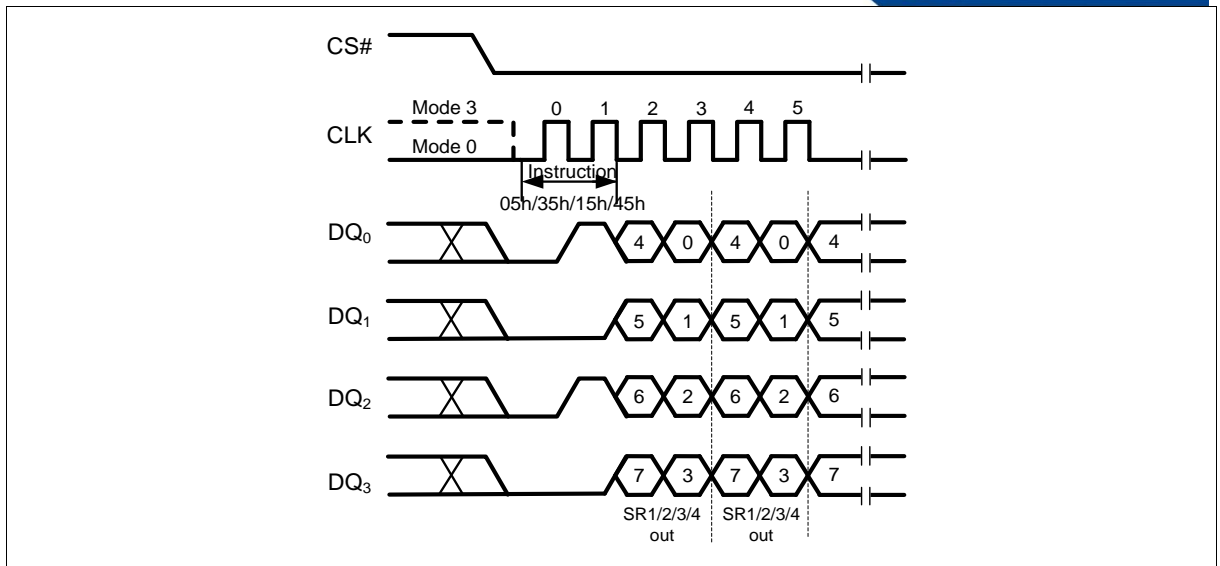 CS#
Mode 3
0 1 2 3 4 5
CLK
Mode 0
Instruction
05h/35h/15h/45h
DQ0 4 0 4 0 4
DQ1 5 1 5 1 5
DQ2 6 2 6 2 6
DQ3 7 3 7 3 7
SR1/2/3/4 SR1/2/3/4
out out